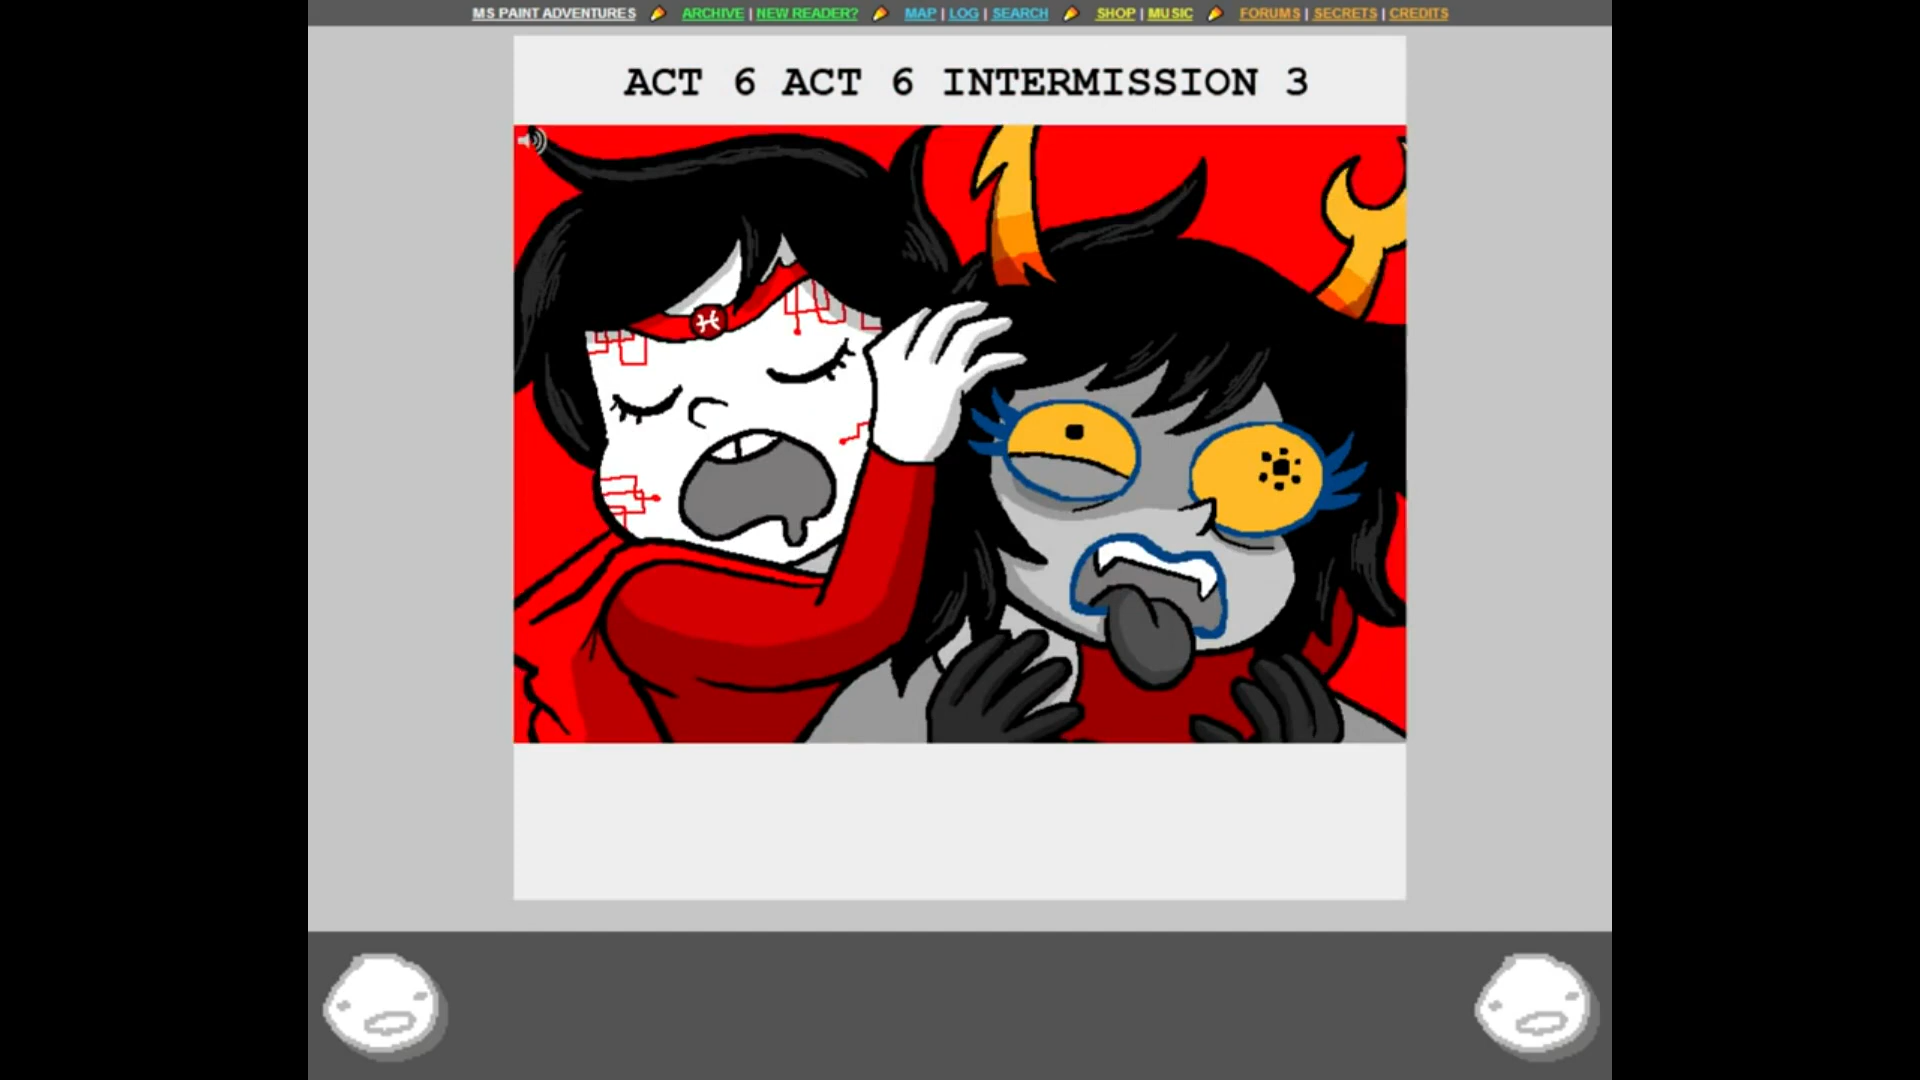 MS PAINT ADVENTURES ARCHIVE | NEW READER? MAP | LOG | SEARCH SHOP | MUSIC FORUMS | SECRETS | CREDITS
ACT 6 ACT 6 INTERMISSION 3